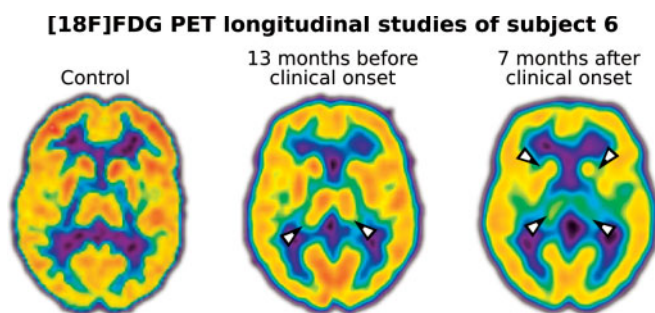 [18F]FDG PET longitudinal studies of subject 6
Control
13 months before
clinical onset
7 months after
clinical onset